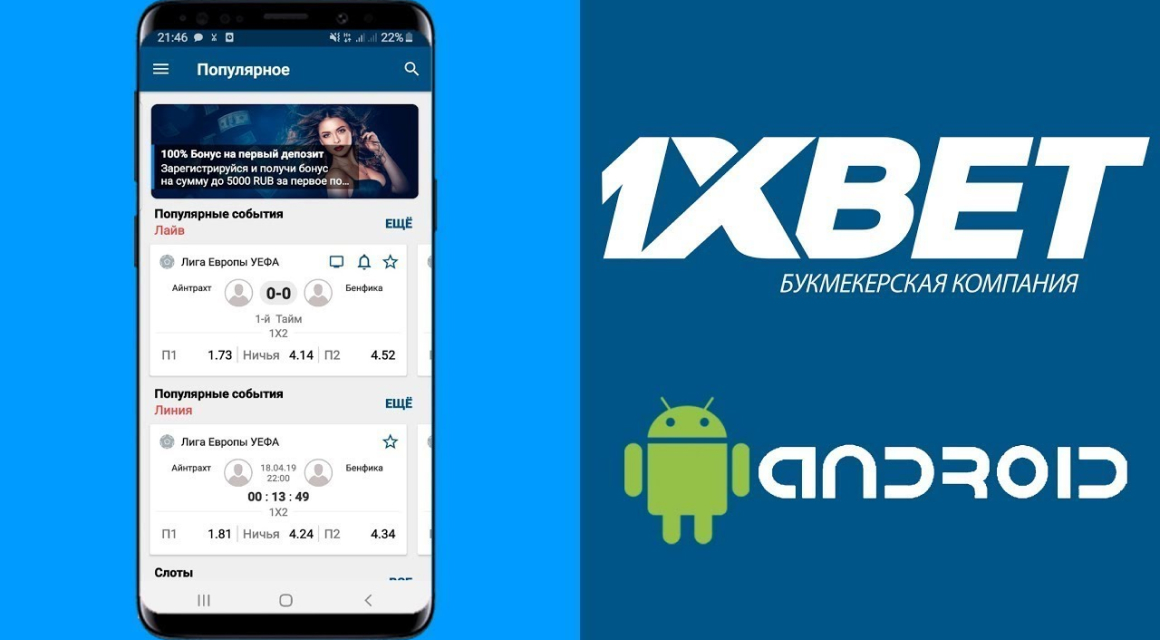 21:46
22%
Популярное
100% Бонус на первый депозит
Зарегистрируйся и получи бонус
на сумму до 5000 RUB за первое по...
Популярные события
Лайв
ЕЩЁ
Лига Европы УЕФА
Айнтрахт
0-0
Бенфика
1-й Тайм
1X2
П1 1.73 Ничья 4.14 П2 4.52
Популярные события
Линия
ЕЩЁ
Лига Европы УЕФА
Айнтрахт
18.04.19
22:00
Бенфика
00 : 13 : 49
1X2
П1 1.81 Ничья 4.24 П2 4.34
Слоты
1XBET
БУКМЕКЕРСКАЯ КОМПАНИЯ
ANDROID